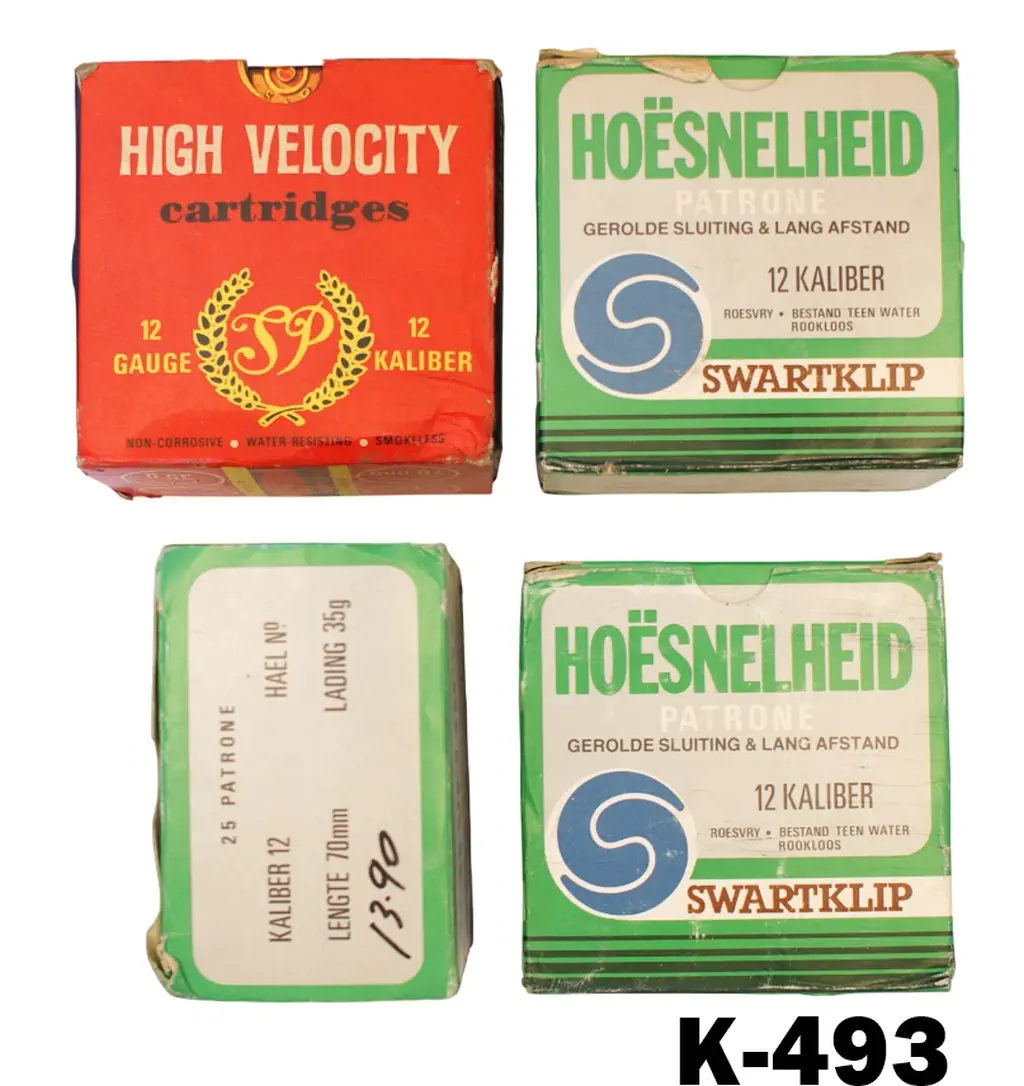 HIGH VELOCITY
cartridges
12
GAUGE
SP
12
KALIBER
NON-CORROSIVE • WATER-RESISTING • SMOKELESS
HOËSNELHEID
PATRONE
GEROLDE SLUITING & LANG AFSTAND
12 KALIBER
ROESVRY • BESTAND TEEN WATER
ROOKLOOS
SWARTKLIP
25 PATRONE
KALIBER 12 HAEL Nº
LENGTE 70mm LADING 35g
13.90
HOËSNELHEID
PATRONE
GEROLDE SLUITING & LANG AFSTAND
12 KALIBER
ROESVRY • BESTAND TEEN WATER
ROOKLOOS
SWARTKLIP
K-493